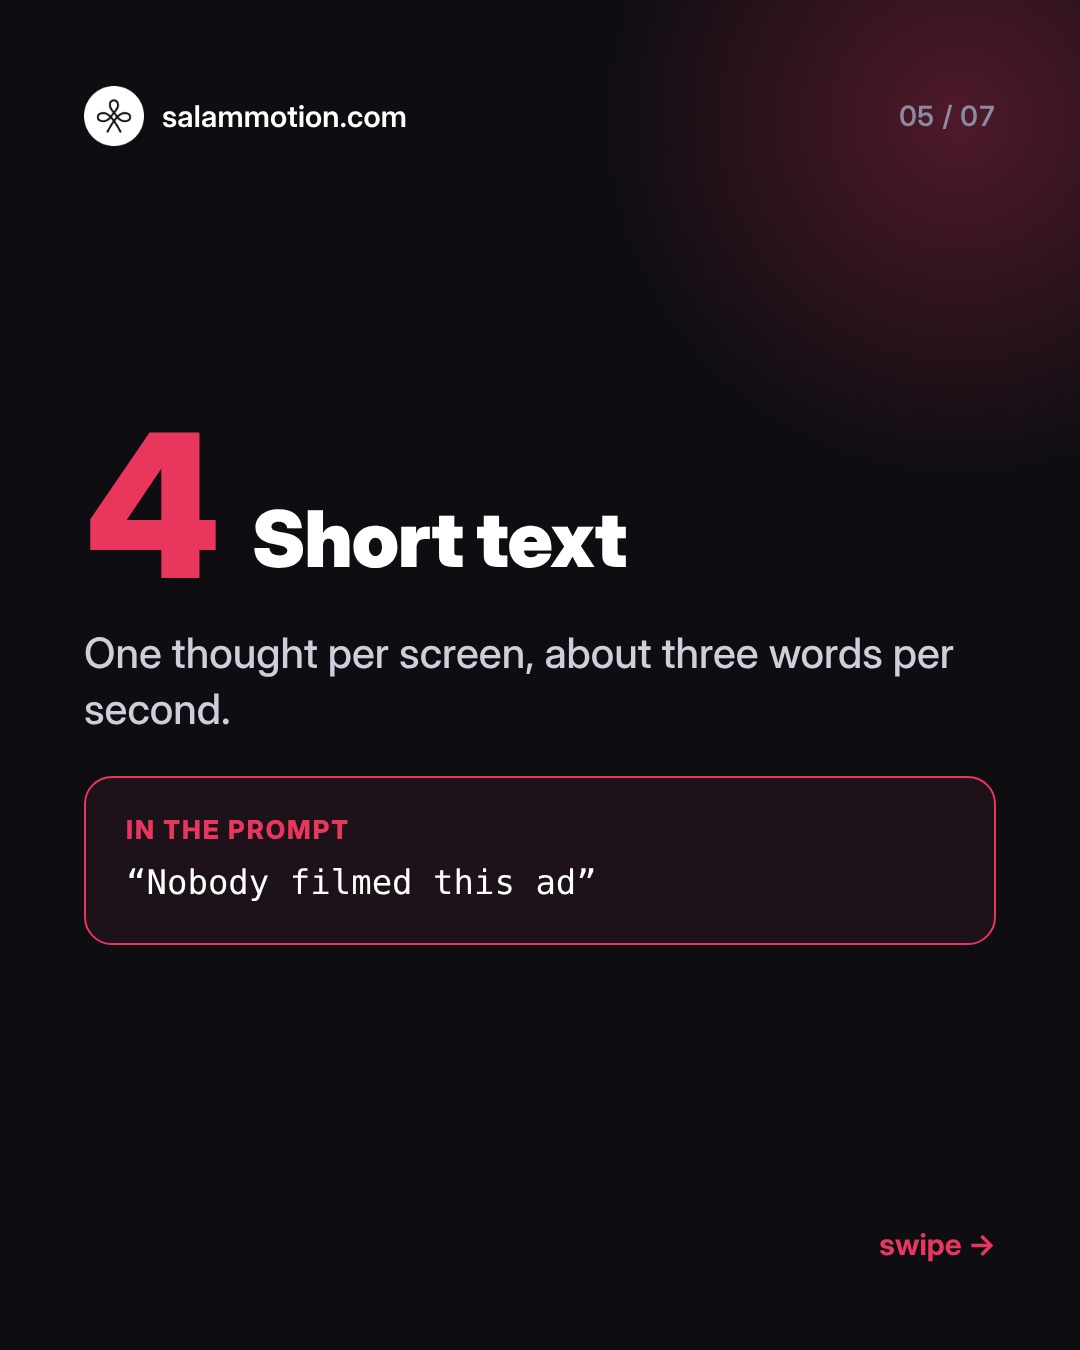 salammotion.com
05 / 07
4 Short text
One thought per screen, about three words per
second.
IN THE PROMPT
“Nobody filmed this ad”
swipe →